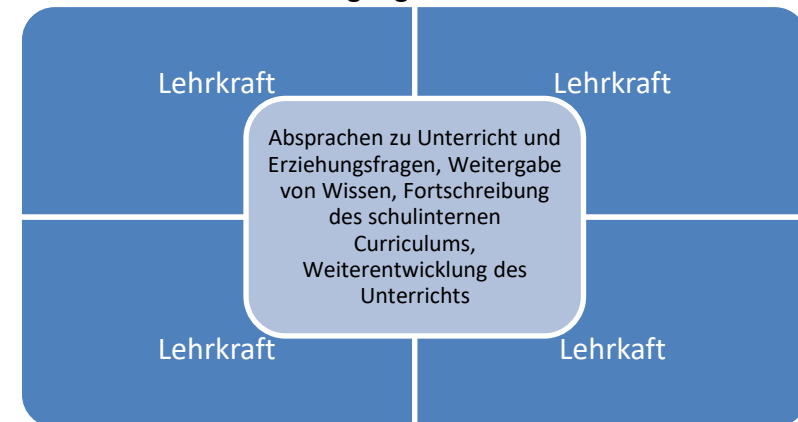 Lehrkraft
Lehrkraft
Absprachen zu Unterricht und
Erziehungsfragen, Weitergabe
von Wissen, Fortschreibung
des schulinternen
Curriculums,
Weiterentwicklung des
Unterrichts
Lehrkraft
Lehrkaft